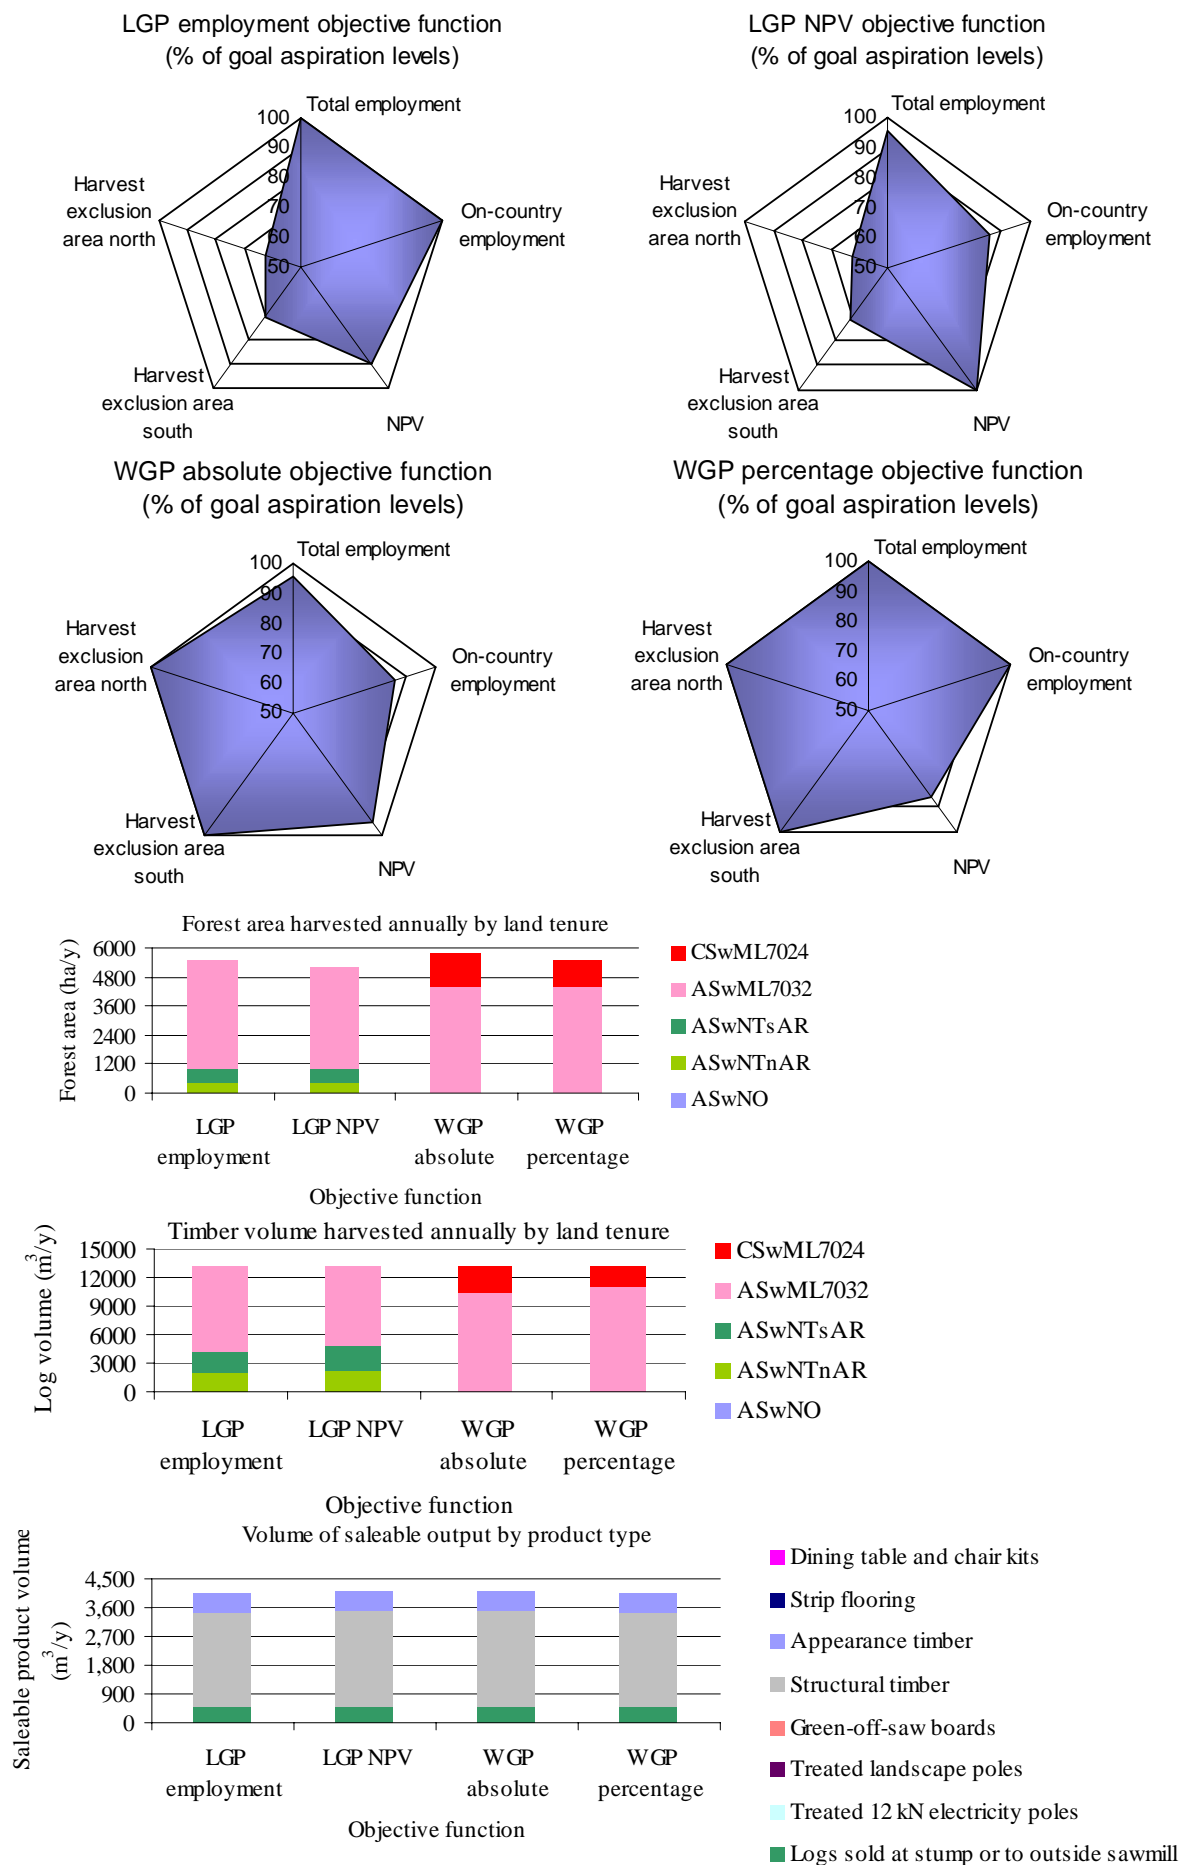 LGP employment objective function
(% of goal aspiration levels)
Total employment
100
90
80
70
60
50
On-country
employment
NPV
Harvest
exclusion area
south
Harvest
exclusion
area north
LGP NPV objective function
(% of goal aspiration levels)
Total employment
100
90
80
70
60
50
On-country
employment
NPV
Harvest
exclusion area
south
Harvest
exclusion
area north
WGP absolute objective function
(% of goal aspiration levels)
Total employment
100
90
80
70
60
50
On-country
employment
NPV
Harvest
exclusion area
south
Harvest
exclusion
area north
WGP percentage objective function
(% of goal aspiration levels)
Total employment
100
90
80
70
60
50
On-country
employment
NPV
Harvest
exclusion area
south
Harvest
exclusion
area north
Forest area harvested annually by land tenure
Forest area (ha/y)
6000
4800
3600
2400
1200
0
LGP
employment
LGP NPV
WGP
absolute
WGP
percentage
Objective function
CSwML7024
ASwML7032
ASwNTsAR
ASwNTnAR
ASwNO
Timber volume harvested annually by land tenure
Log volume (m³/y)
15000
12000
9000
6000
3000
0
LGP
employment
LGP NPV
WGP
absolute
WGP
percentage
Objective function
CSwML7024
ASwML7032
ASwNTsAR
ASwNTnAR
ASwNO
Volume of saleable output by product type
Saleable product volume
(m³/y)
4,500
3,600
2,700
1,800
900
0
LGP
employment
LGP NPV
WGP
absolute
WGP
percentage
Objective function
Dining table and chair kits
Strip flooring
Appearance timber
Structural timber
Green-off-saw boards
Treated landscape poles
Treated 12 kN electricity poles
Logs sold at stump or to outside sawmill